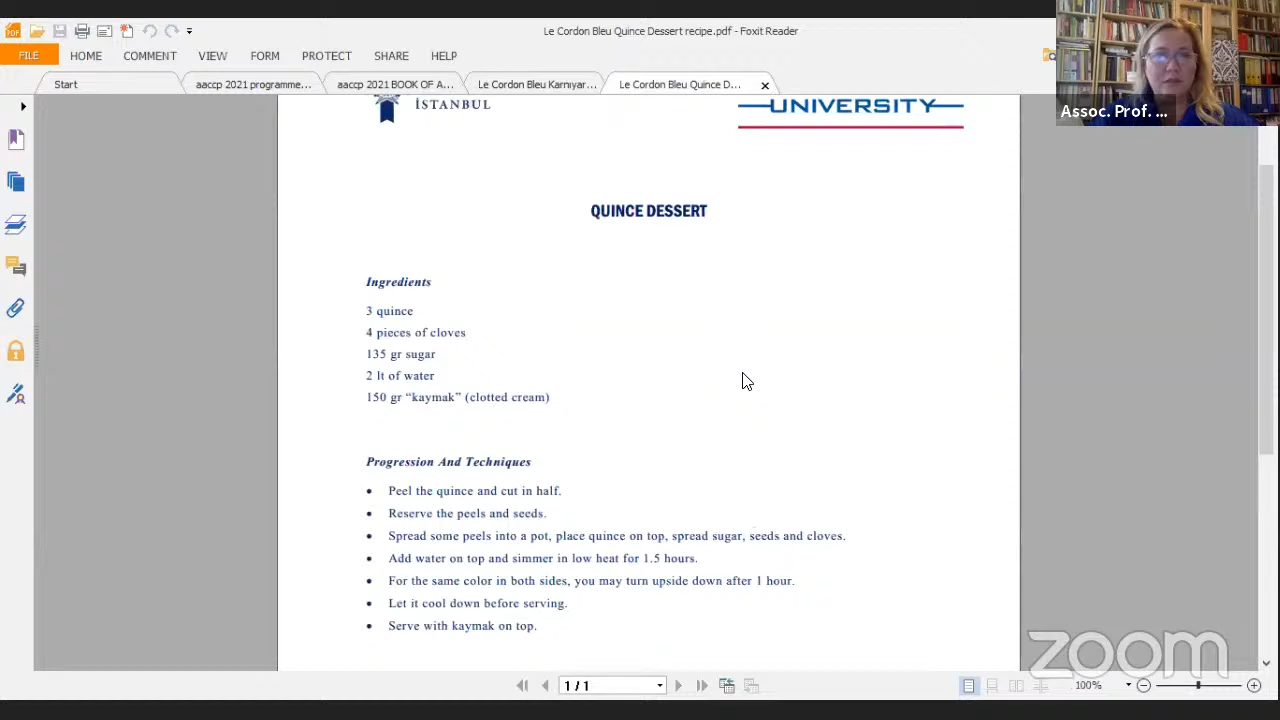 Le Cordon Bleu Quince Dessert recipe.pdf - Foxit Reader
FILE HOME COMMENT VIEW FORM PROTECT SHARE HELP
Start aaccp 2021 programme... aaccp 2021 BOOK OF A... Le Cordon Bleu Karnıyar... Le Cordon Bleu Quince D...
İSTANBUL
UNIVERSITY
Assoc. Prof. ...
QUINCE DESSERT
Ingredients
3 quince
4 pieces of cloves
135 gr sugar
2 lt of water
150 gr “kaymak” (clotted cream)
Progression And Techniques
• Peel the quince and cut in half.
• Reserve the peels and seeds.
• Spread some peels into a pot, place quince on top, spread sugar, seeds and cloves.
• Add water on top and simmer in low heat for 1.5 hours.
• For the same color in both sides, you may turn upside down after 1 hour.
• Let it cool down before serving.
• Serve with kaymak on top.
zoom
1 / 1
100%